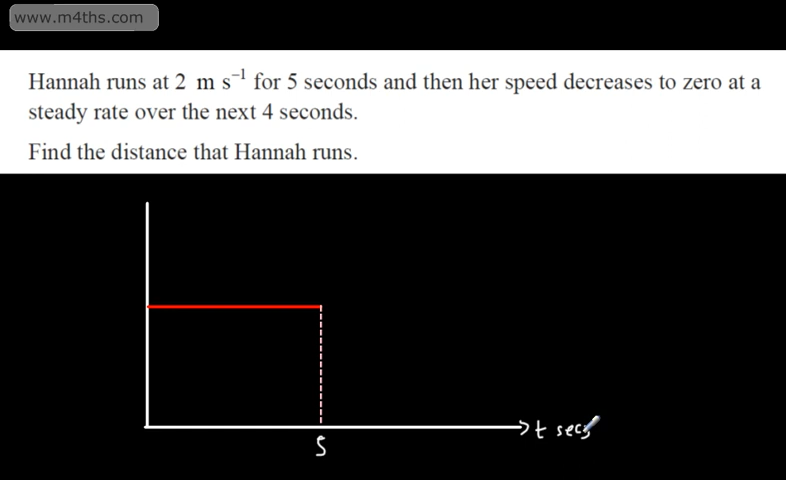 www.m4ths.com
Hannah runs at 2 m s⁻¹ for 5 seconds and then her speed decreases to zero at a
steady rate over the next 4 seconds.
Find the distance that Hannah runs.
t secs
5